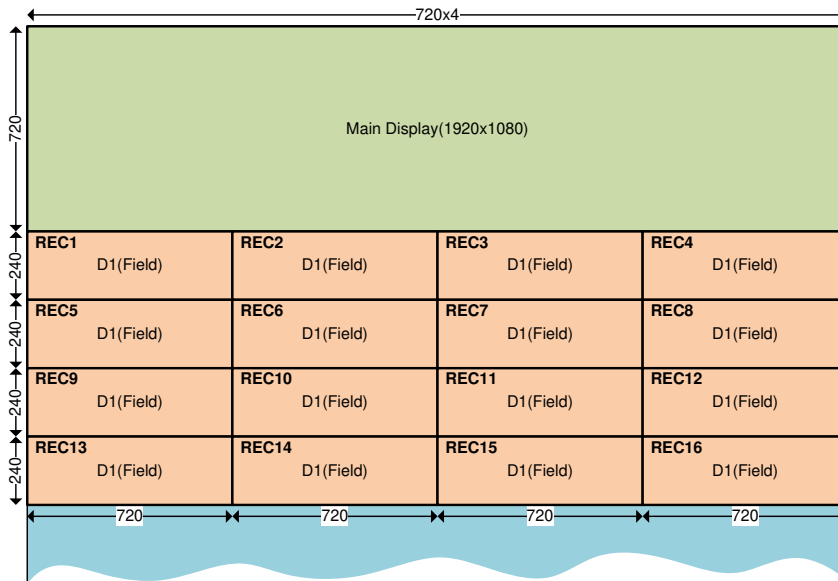 720x4
720
Main Display(1920x1080)
REC1 REC2 REC3 REC4
240 D1(Field) D1(Field) D1(Field) D1(Field)
REC5 REC6 REC7 REC8
240 D1(Field) D1(Field) D1(Field) D1(Field)
REC9 REC10 REC11 REC12
240 D1(Field) D1(Field) D1(Field) D1(Field)
REC13 REC14 REC15 REC16
240 D1(Field) D1(Field) D1(Field) D1(Field)
720 720 720 720